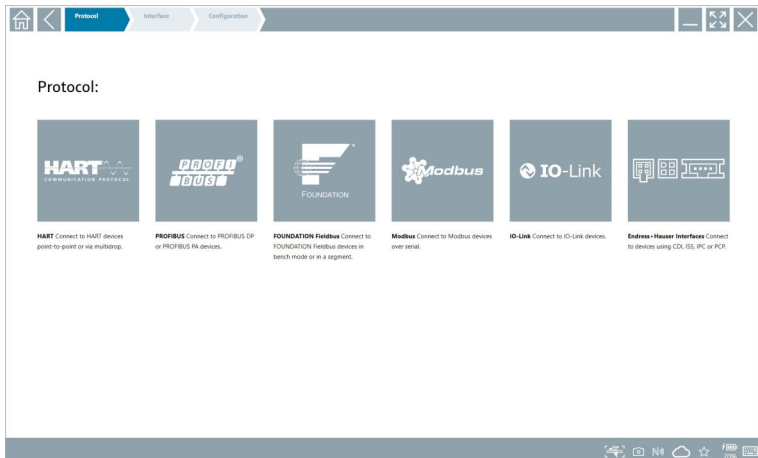 Protocol
Interface
Configuration
Protocol:
HART
COMMUNICATION PROTOCOL
PROFI
BUS
FOUNDATION
Modbus
IO-Link
HART Connect to HART devices
point-to-point or via multidrop.
PROFIBUS Connect to PROFIBUS DP
or PROFIBUS PA devices.
FOUNDATION Fieldbus Connect to
FOUNDATION Fieldbus devices in
bench mode or in a segment.
Modbus Connect to Modbus devices
over serial.
IO-Link Connect to IO-Link devices.
Endress+Hauser Interfaces Connect
to devices using CDI, ISS, IPC or PCP.